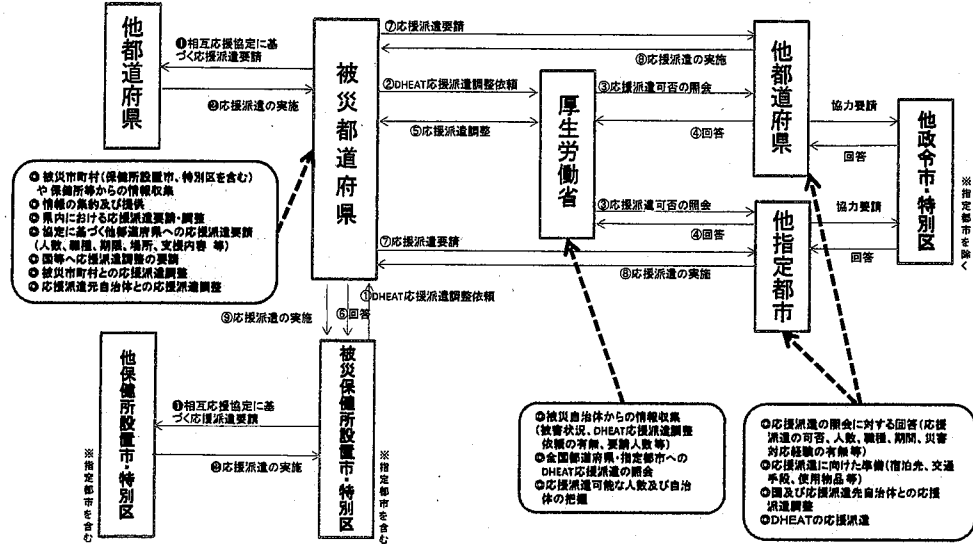 他都道府県
❶相互応援協定に基
づく応援派遣要請
❷応援派遣の実施
被災都道府県
⑦応援派遣要請
⑧応援派遣の実施
②DHEAT応援派遣調整依頼
⑤応援派遣調整
厚生労働省
③応援派遣可否の照会
④回答
他都道府県
協力要請
回答
他政令市・特別区
※指定都市を除く
③応援派遣可否の照会
④回答
⑦応援派遣要請
⑧応援派遣の実施
他指定都市
協力要請
回答
◎ 被災市町村(保健所設置市、特別区を含む)
や 保健所等からの情報収集
◎ 情報の集約及び提供
◎ 県内における応援派遣要請・調整
◎ 協定に基づく他都道府県への応援派遣要請
(人数、職種、期限、場所、支援内容 等)
◎ 国等へ応援派遣調整の要請
◎ 被災市町村との応援派遣調整
◎ 応援派遣元自治体との応援派遣調整
⑨応援派遣の実施
⑥回答
①DHEAT応援派遣調整依頼
他保健所設置市・特別区
※指定都市を含む
❶相互応援協定に基
づく応援派遣要請
❷応援派遣の実施
被災保健所設置市・特別区
※指定都市を含む
◎被災自治体からの情報収集
(被害状況、DHEAT応援派遣調整
依頼の有無、要請人数等)
◎全国都道府県・指定都市への
DHEAT応援派遣の照会
◎応援派遣可能な人数及び自治
体の把握
◎応援派遣の照会に対する回答(応援
派遣の可否、人数、職種、期間、災害
対応経験の有無等)
◎応援派遣に向けた準備(宿泊先、交通
手段、使用物品等)
◎国及び応援派遣先自治体との応援
派遣調整
◎DHEATの応援派遣